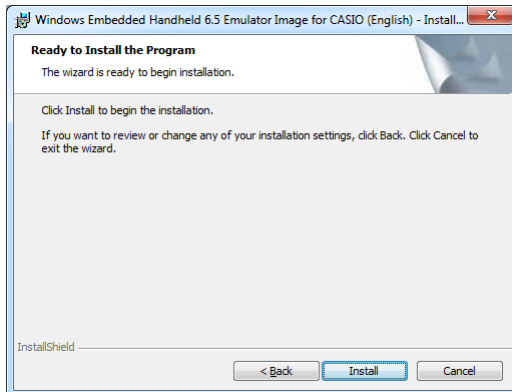 Windows Embedded Handheld 6.5 Emulator Image for CASIO (English) - Install...
Ready to Install the Program
The wizard is ready to begin installation.
Click Install to begin the installation.
If you want to review or change any of your installation settings, click Back. Click Cancel to
exit the wizard.
InstallShield
< Back
Install
Cancel